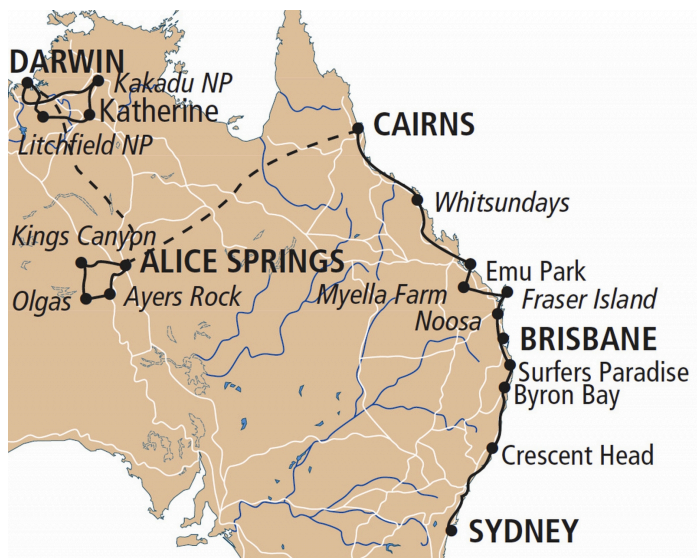 DARWIN
Kakadu NP
Katherine
Litchfield NP
CAIRNS
Whitsundays
Kings Canypn
ALICE SPRINGS
Olgas
Ayers Rock
Emu Park
Myella Farm
Fraser Island
Noosa
BRISBANE
Surfers Paradise
Byron Bay
Crescent Head
SYDNEY